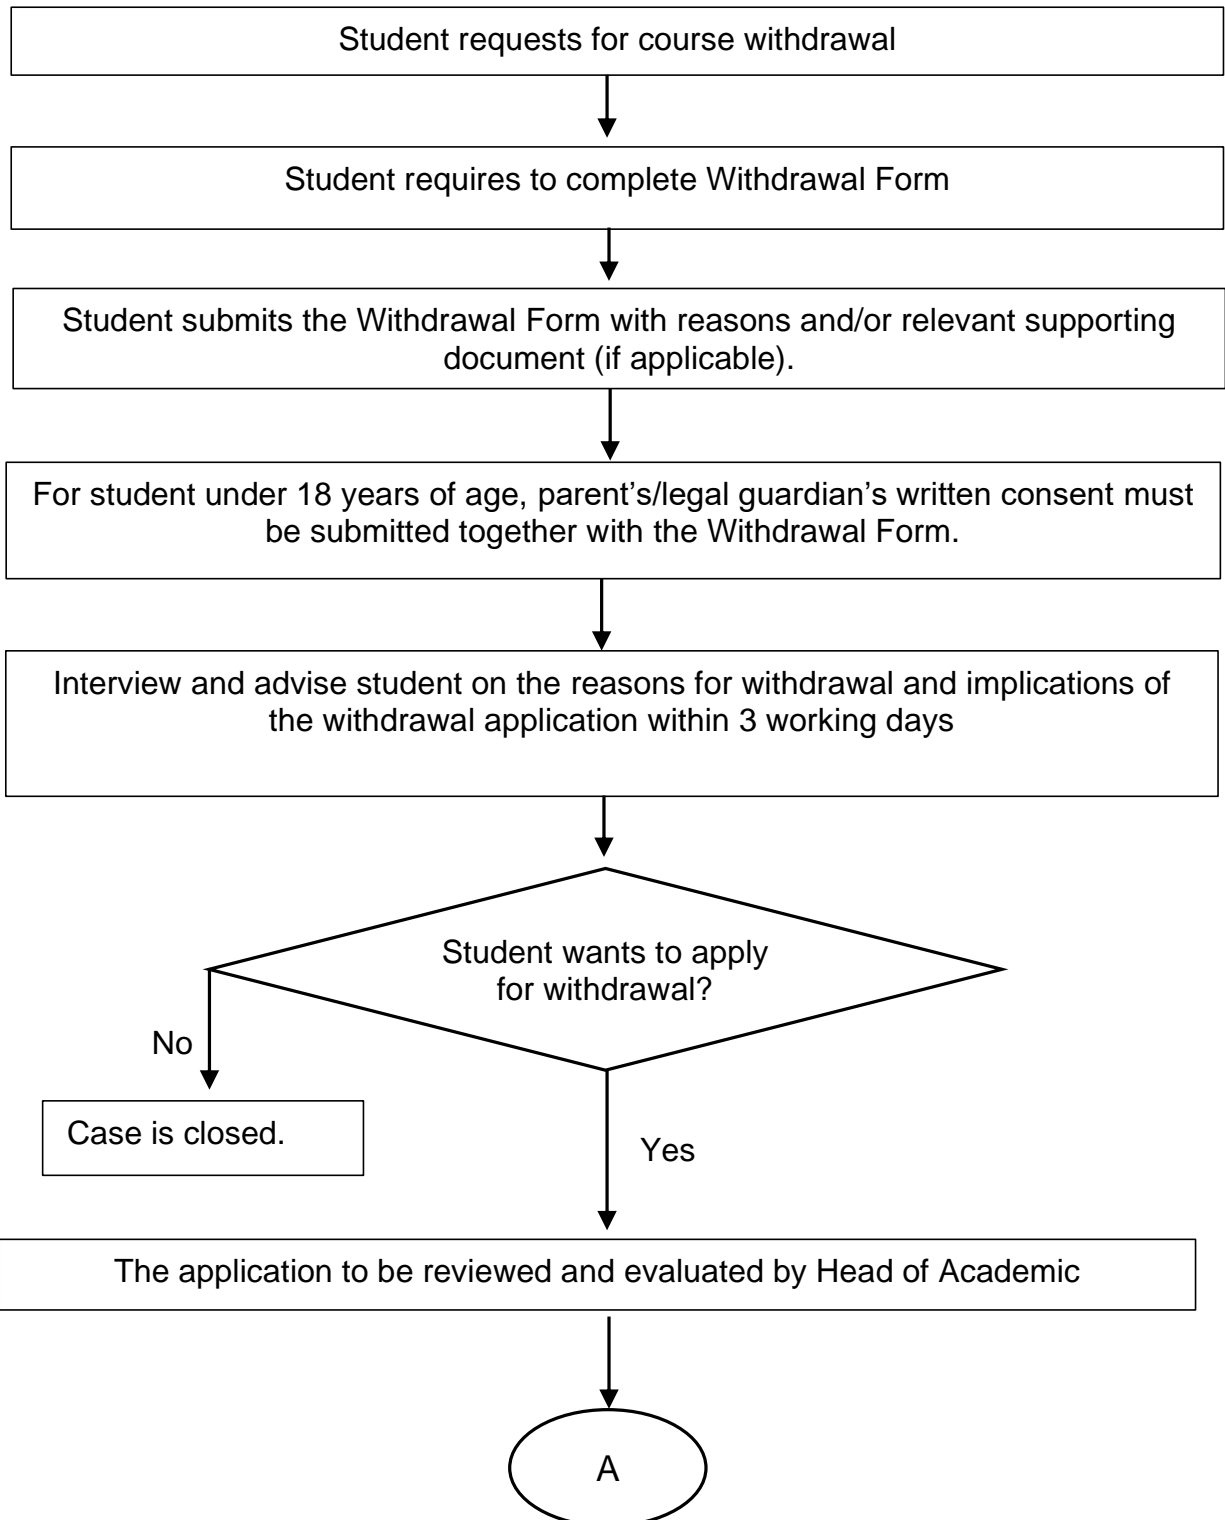 Student requests for course withdrawal
Student requires to complete Withdrawal Form
Student submits the Withdrawal Form with reasons and/or relevant supporting
document (if applicable).
For student under 18 years of age, parent’s/legal guardian’s written consent must
be submitted together with the Withdrawal Form.
Interview and advise student on the reasons for withdrawal and implications of
the withdrawal application within 3 working days
Student wants to apply
for withdrawal?
No
Case is closed.
Yes
The application to be reviewed and evaluated by Head of Academic
A